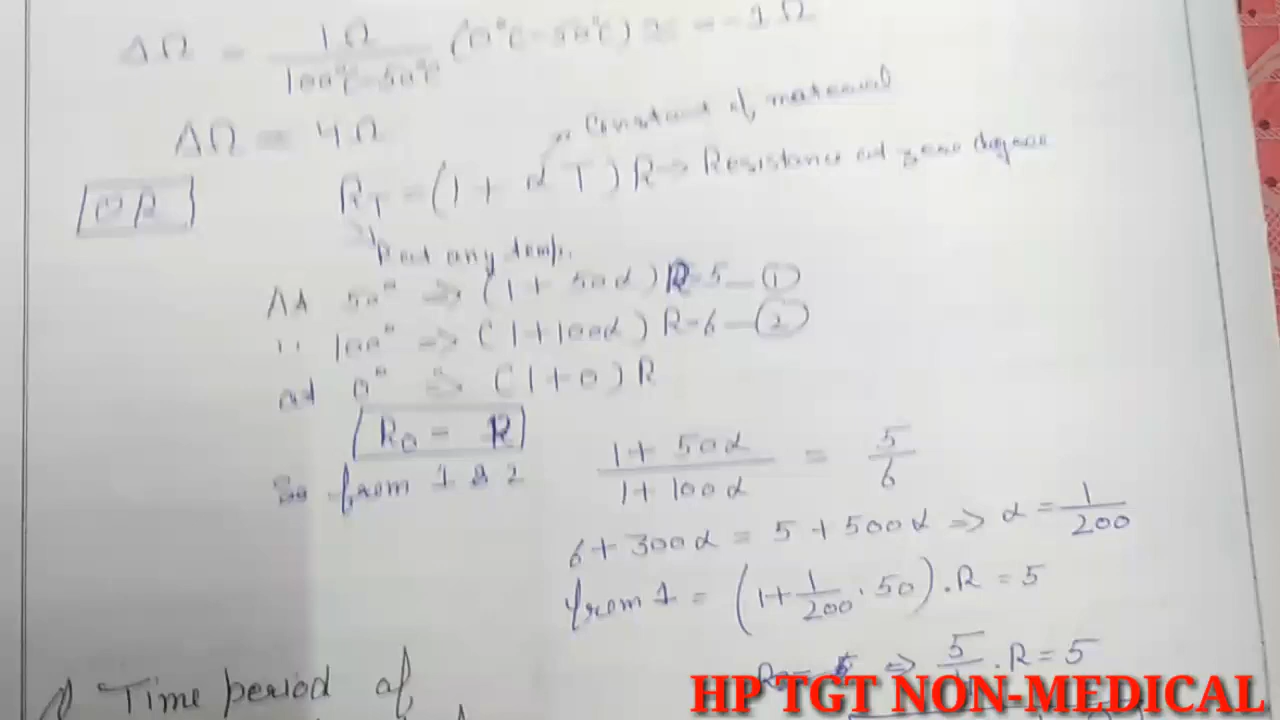 ΔΩ = 1Ω / 100°C-50°C (0°C-50°C) = -1Ω
ΔΩ = 4Ω
Constant of material
OR R_T = (1 + αT) R → Resistance at zero degree
R at any temp.
At 50° ⇒ (1 + 50α) R = 5 — ①
" 100° ⇒ (1 + 100α) R = 6 — ②
at 0° ⇒ (1 + 0) R
R0 = R
So from 1 & 2 1 + 50α / 1 + 100α = 5 / 6
6 + 300α = 5 + 500α ⇒ α = 1/200
from 1 = (1 + 1/200 · 50) . R = 5
⇒ 5/ . R = 5
Time period of
HP TGT NON-MEDICAL